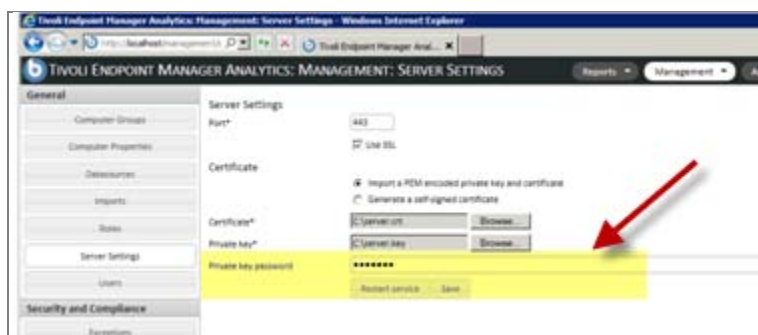 Tivoli Endpoint Manager Analytics: Management: Server Settings - Windows Internet Explorer
Tivoli Endpoint Manager Anal...
TIVOLI ENDPOINT MANAGER ANALYTICS: MANAGEMENT: SERVER SETTINGS
Reports
Management
General
Computer Groups
Computer Properties
Datasources
Imports
Roles
Server Settings
Users
Security and Compliance
Exceptions
Server Settings
Port* 443
Use SSL
Certificate
Import a PEM encoded private key and certificate
Generate a self-signed certificate
Certificate* C:\server.crt Browse...
Private key* C:\server.key Browse...
Private key password •••••••
Restart service Save